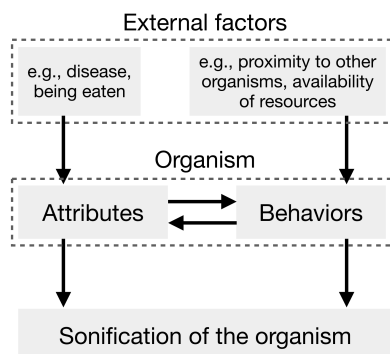 External factors
e.g., disease,
being eaten
e.g., proximity to other
organisms, availability
of resources
Organism
Attributes
Behaviors
Sonification of the organism